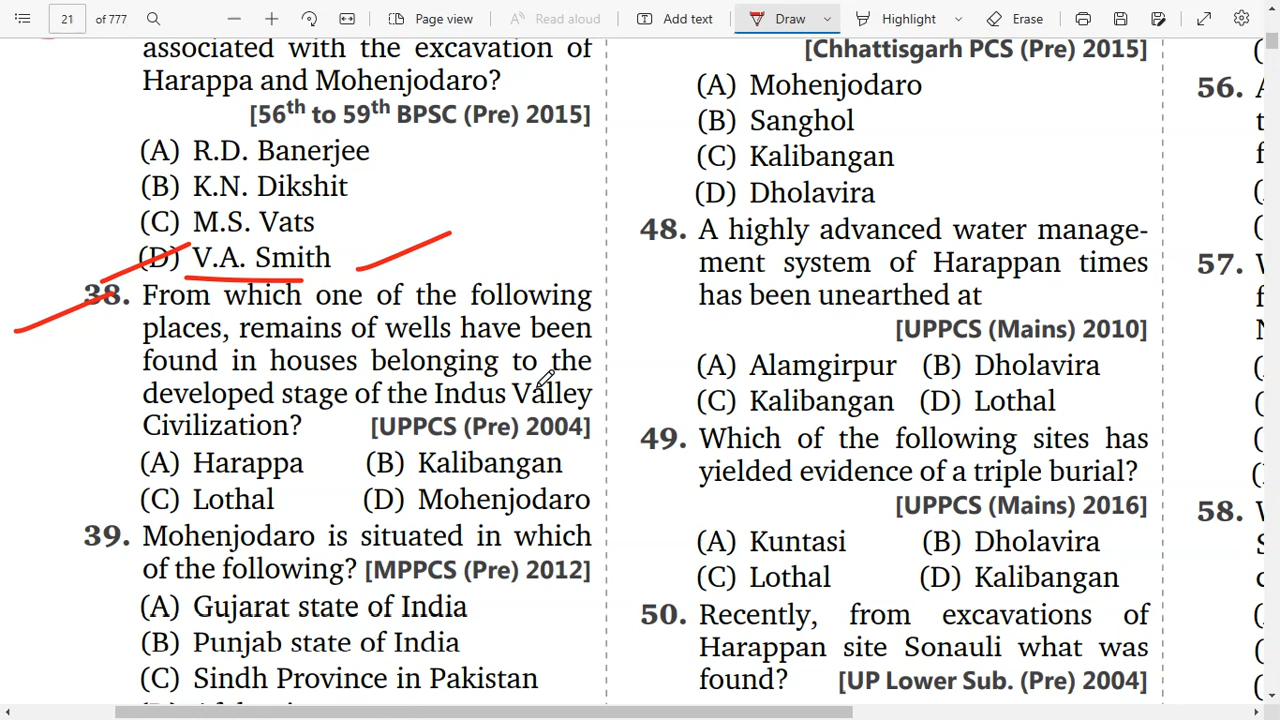 21 of 777
Page view
Read aloud
Add text
Draw
Highlight
Erase
associated with the excavation of
Harappa and Mohenjodaro?
[56th to 59th BPSC (Pre) 2015]
(A) R.D. Banerjee
(B) K.N. Dikshit
(C) M.S. Vats
(D) V.A. Smith
38. From which one of the following
places, remains of wells have been
found in houses belonging to the
developed stage of the Indus Valley
Civilization? [UPPCS (Pre) 2004]
(A) Harappa (B) Kalibangan
(C) Lothal (D) Mohenjodaro
39. Mohenjodaro is situated in which
of the following? [MPPCS (Pre) 2012]
(A) Gujarat state of India
(B) Punjab state of India
(C) Sindh Province in Pakistan
[Chhattisgarh PCS (Pre) 2015]
(A) Mohenjodaro
(B) Sanghol
(C) Kalibangan
(D) Dholavira
48. A highly advanced water manage-
ment system of Harappan times
has been unearthed at
[UPPCS (Mains) 2010]
(A) Alamgirpur (B) Dholavira
(C) Kalibangan (D) Lothal
49. Which of the following sites has
yielded evidence of a triple burial?
[UPPCS (Mains) 2016]
(A) Kuntasi (B) Dholavira
(C) Lothal (D) Kalibangan
50. Recently, from excavations of
Harappan site Sonauli what was
found? [UP Lower Sub. (Pre) 2004]
56.
57.
58.